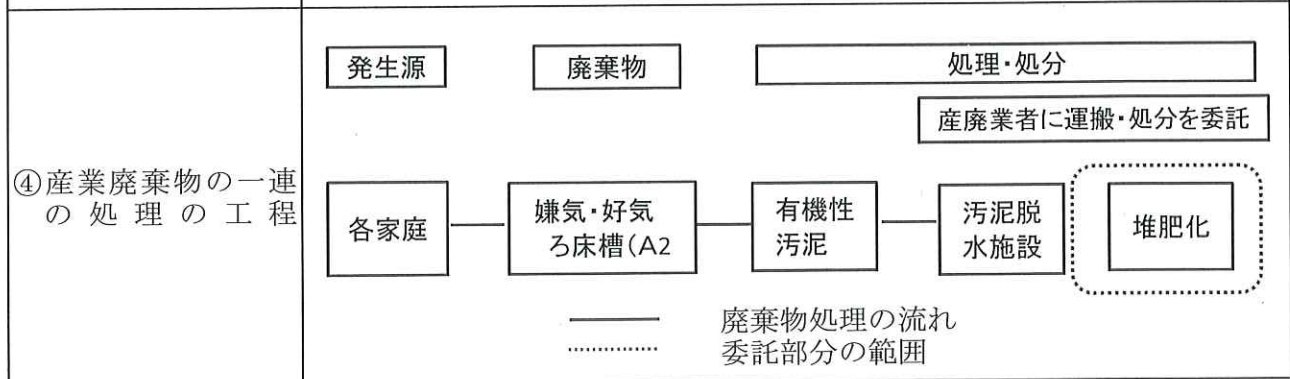 ④産業廃棄物の一連
の処理の工程
発生源
廃棄物
処理・処分
産廃業者に運搬・処分を委託
各家庭
嫌気・好気
ろ床槽(A2
有機性
汚泥
汚泥脱
水施設
堆肥化
廃棄物処理の流れ
委託部分の範囲